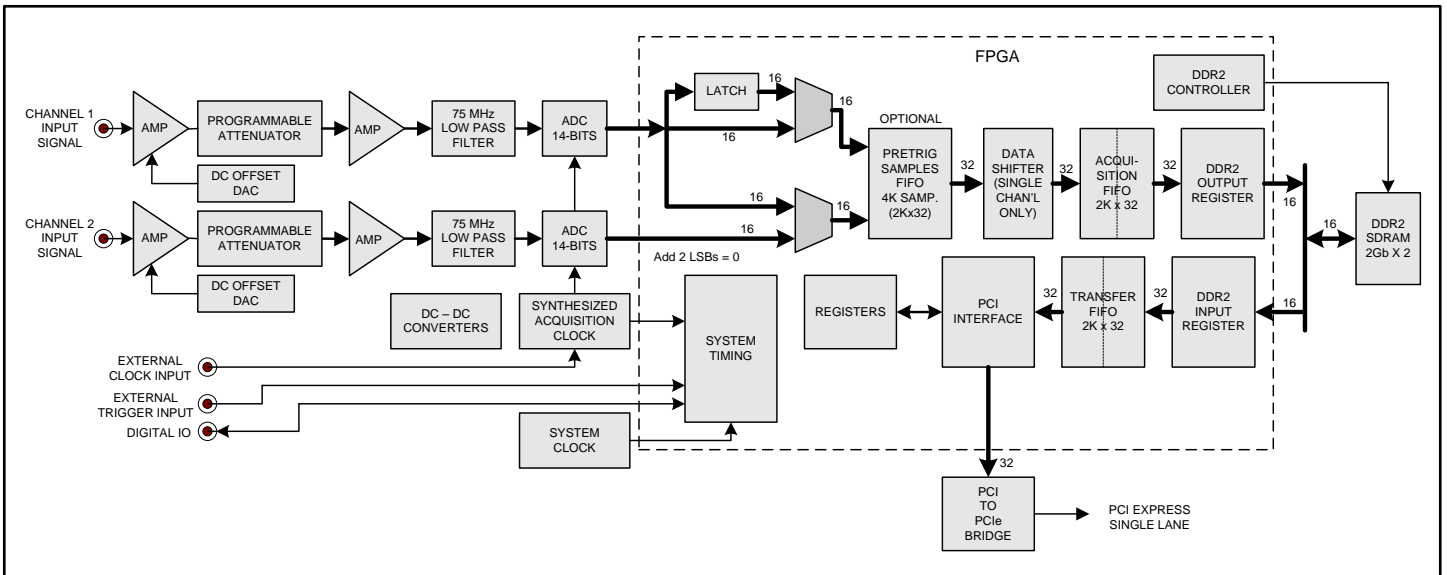 FPGA
CHANNEL 1
INPUT
SIGNAL
AMP
PROGRAMMABLE
ATTENUATOR
AMP
75 MHz
LOW PASS
FILTER
ADC
14-BITS
DC OFFSET
DAC
LATCH
16
16
16
OPTIONAL
PRETRIG
SAMPLES
FIFO
4K SAMP.
(2Kx32)
32
DATA
SHIFTER
(SINGLE
CHAN'L
ONLY)
32
ACQUI-
SITION
FIFO
2K x 32
32
DDR2
OUTPUT
REGISTER
16
DDR2
CONTROLLER
CHANNEL 2
INPUT
SIGNAL
AMP
PROGRAMMABLE
ATTENUATOR
AMP
75 MHz
LOW PASS
FILTER
ADC
14-BITS
DC OFFSET
DAC
16
16
16
Add 2 LSBs = 0
16
DDR2
SDRAM
2Gb X 2
DC – DC
CONVERTERS
SYNTHESIZED
ACQUISITION
CLOCK
SYSTEM
TIMING
REGISTERS
PCI
INTERFACE
32
TRANSFER
FIFO
2K x 32
32
DDR2
INPUT
REGISTER
16
EXTERNAL
CLOCK INPUT
EXTERNAL
TRIGGER INPUT
DIGITAL IO
SYSTEM
CLOCK
32
PCI
TO
PCIe
BRIDGE
PCI EXPRESS
SINGLE LANE